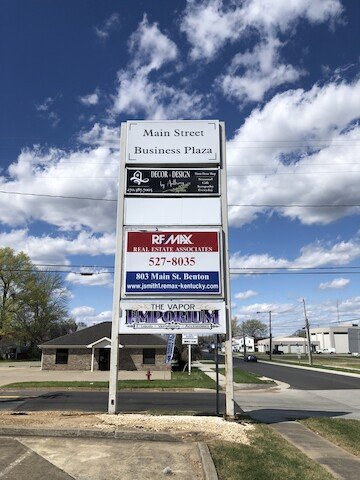 Main Street
Business Plaza
DECOR & DESIGN
RE/MAX
REAL ESTATE ASSOCIATES
527-8035
803 Main St. Benton
www.jsmith1.remax-kentucky.com
THE VAPOR
EMPORIUM